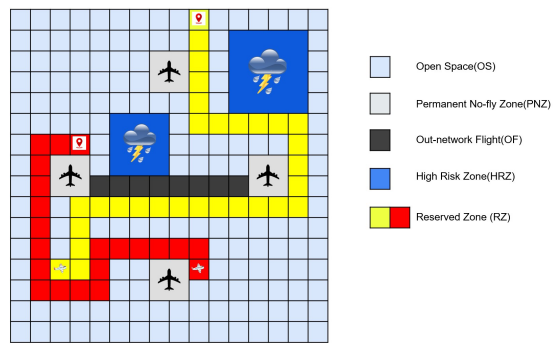 Open Space(OS)
Permanent No-fly Zone(PNZ)
Out-network Flight(OF)
High Risk Zone(HRZ)
Reserved Zone (RZ)